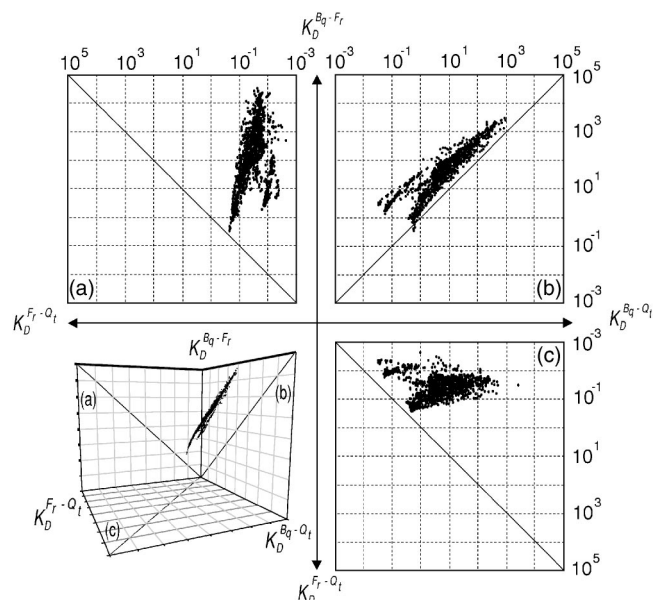 K_D^{Bq-Fr}
10^5 10^3 10^1 10^-1 10^-3
10^-1 10^1 10^3 10^5
10^5
10^3
10^1
10^-1
10^-3
(a)
(b)
K_D^{Fr-Qt}
K_D^{Bq-Qt}
K_D^{Bq-Fr}
(a)
(b)
(c)
K_D^{Fr-Qt}
K_D^{Bq-Qt}
(c)
10^-3
10^-1
10^1
10^3
10^5
K_D^{Fr-Qt}